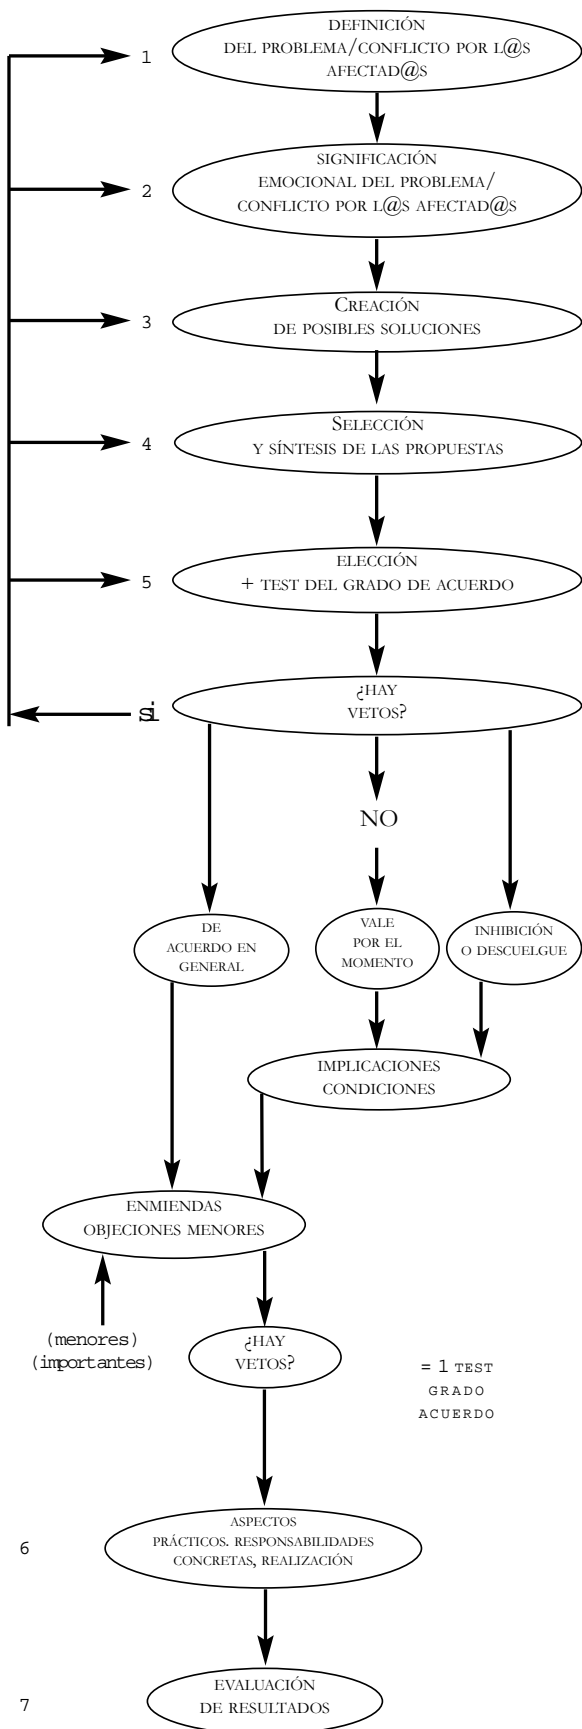 DEFINICIÓN
1 DEL PROBLEMA/CONFLICTO POR L@S
AFECTAD@S
SIGNIFICACIÓN
2 EMOCIONAL DEL PROBLEMA/
CONFLICTO POR L@S AFECTAD@S
CREACIÓN
3 DE POSIBLES SOLUCIONES
SELECCIÓN
4 Y SÍNTESIS DE LAS PROPUESTAS
ELECCIÓN
5 + TEST DEL GRADO DE ACUERDO
¿HAY
VETOS?
si
NO
DE
ACUERDO EN
GENERAL
VALE
POR EL
MOMENTO
INHIBICIÓN
O DESCUELGUE
IMPLICACIONES
CONDICIONES
ENMIENDAS
OBJECIONES MENORES
(menores)
(importantes)
¿HAY
VETOS?
= 1 TEST
GRADO
ACUERDO
ASPECTOS
6 PRÁCTICOS. RESPONSABILIDADES
CONCRETAS, REALIZACIÓN
EVALUACIÓN
7 DE RESULTADOS